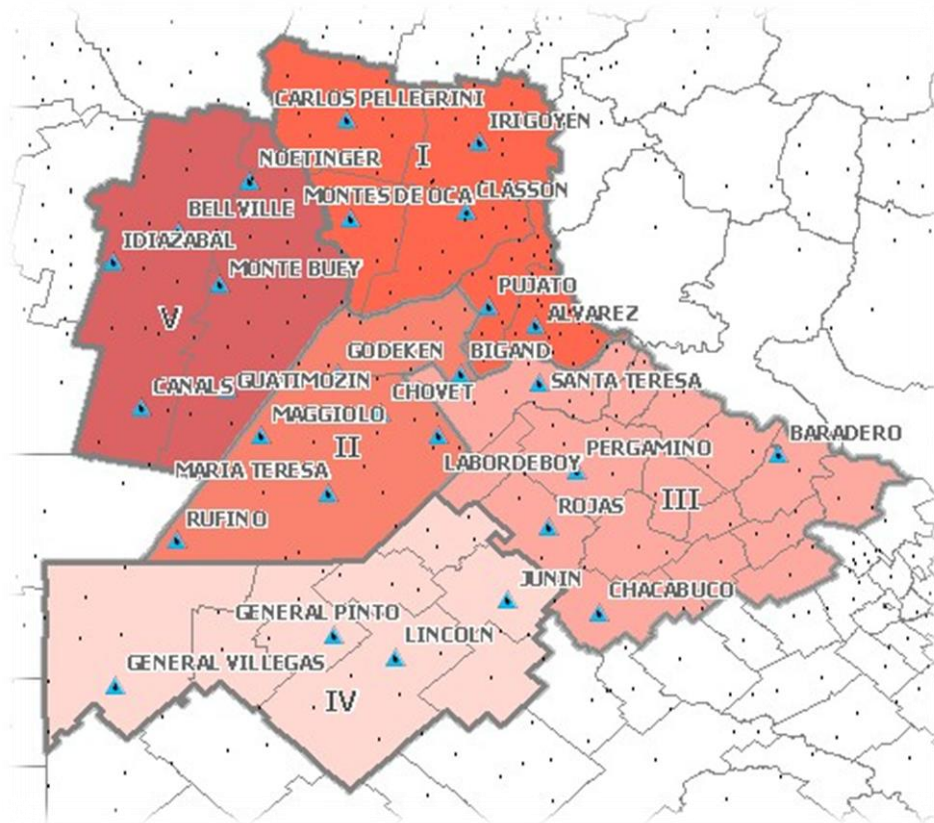 CARLOS PELLEGRINI
IRIGOYEN
I
NOETINGER
MONTES DE OCA
CLASSON
BELLVILLE
IDIAZABAL
MONTE BUEY
PUJATO
V
ALVAREZ
GODEKEN
BIGAND
CANALS
GUATIMOZIN
CHOVET
SANTA TERESA
MAGGIOLO
II
BARADERO
PERGAMINO
LABORDEBOY
MARIA TERESA
III
ROJAS
RUFINO
JUNIN
CHACABUCO
GENERAL PINTO
LINCOLN
GENERAL VILLEGAS
IV